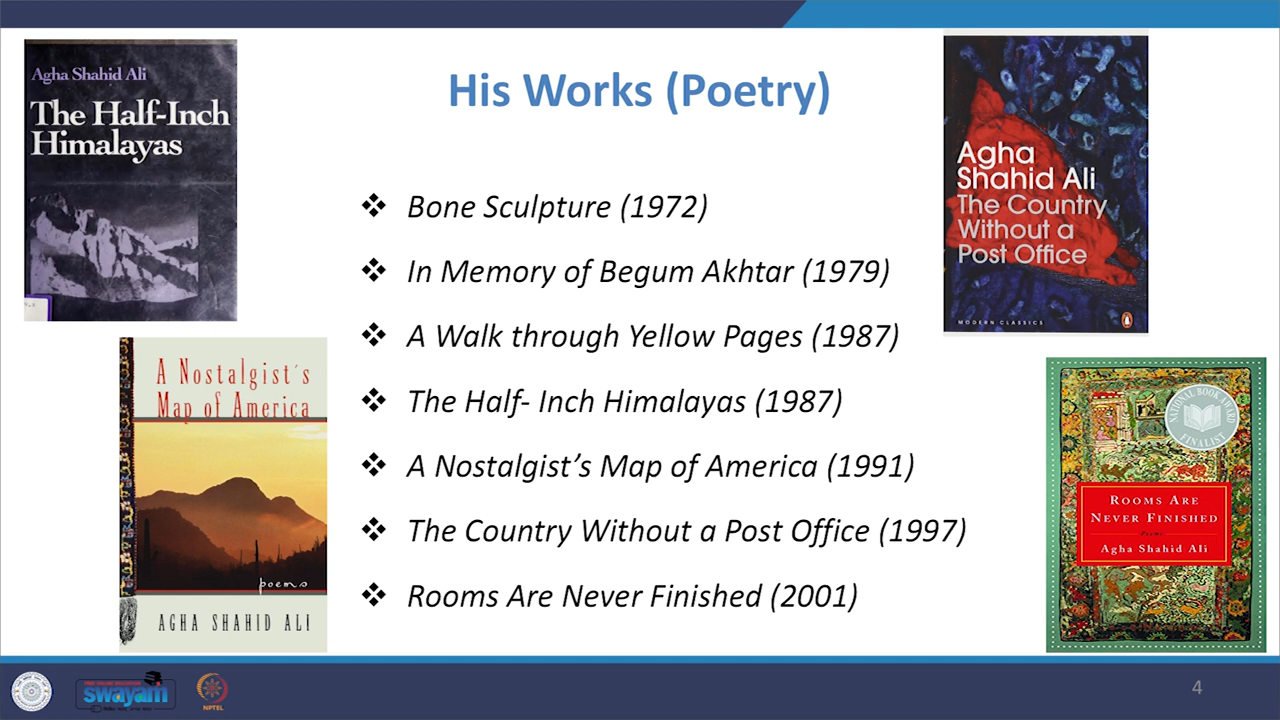 His Works (Poetry)
Agha Shahid Ali
The Half-Inch
Himalayas
Agha
Shahid Ali
The Country
Without a
Post Office
MODERN CLASSICS
❖ Bone Sculpture (1972)
❖ In Memory of Begum Akhtar (1979)
❖ A Walk through Yellow Pages (1987)
❖ The Half- Inch Himalayas (1987)
❖ A Nostalgist’s Map of America (1991)
❖ The Country Without a Post Office (1997)
❖ Rooms Are Never Finished (2001)
A Nostalgist's
Map of America
poems
AGHA SHAHID ALI
NATIONAL BOOK AWARD
FINALIST
ROOMS ARE
NEVER FINISHED
Poems
Agha Shahid Ali
swayam
NPTEL
4